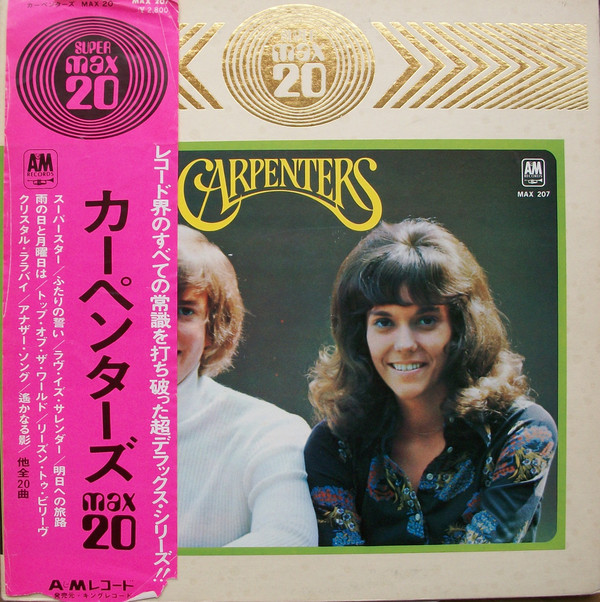 カーペンターズ MAX 20
MAX 207
¥2,800
SUPER
max
20
A&M
RECORDS
レコード界のすべての常識を打ち破った超デラックス・シリーズ!!
カーペンターズ
max
20
スーパースター/ふたりの誓い/ラヴ・イズ・サレンダー/明日への旅路
雨の日と月曜日は/トップ・オブ・ザ・ワールド/リーズン・トゥ・ビリーヴ
クリスタル・ララバイ/アナザー・ソング/遙かなる影/他全20曲
A&Mレコード
発売元・キングレコード
max
20
CARPENTERS
A&M
RECORDS
MAX 207